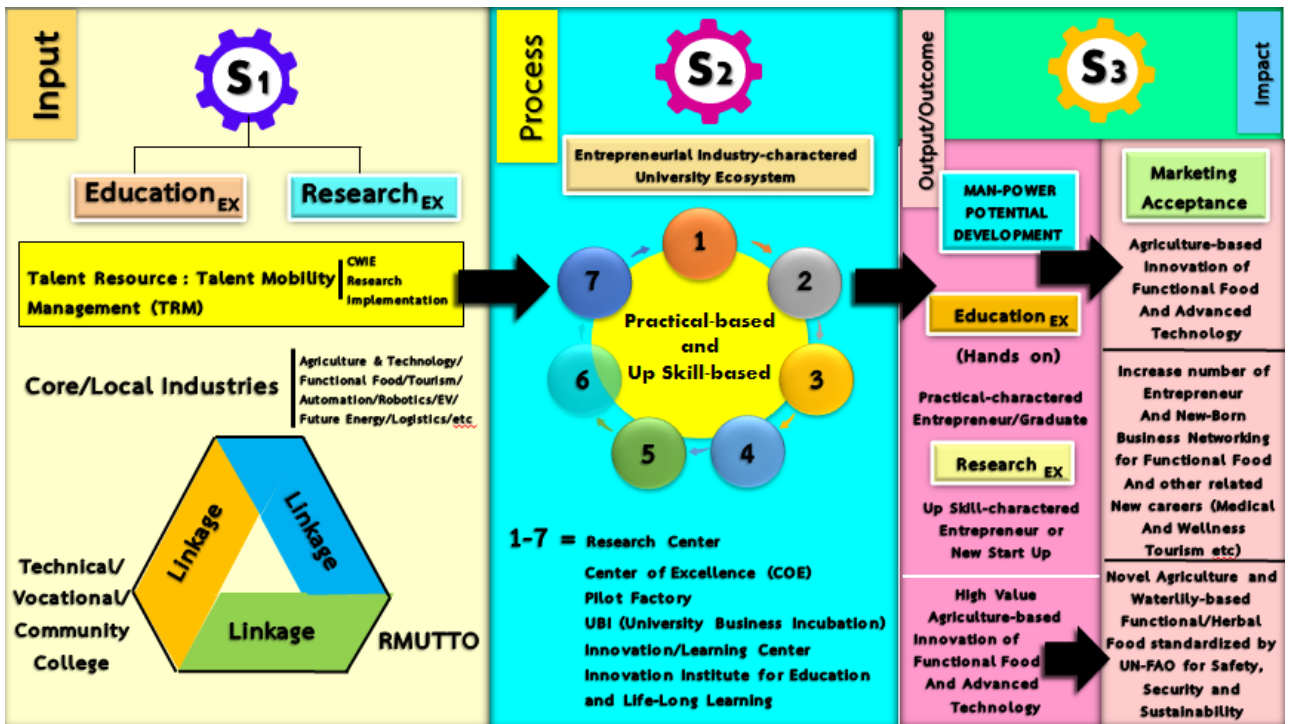 Input
S1
Education EX
Research EX
Talent Resource : Talent Mobility
Management (TRM)
CWIE
Research
Implementation
Core/Local Industries
Agriculture & Technology/
Functional Food/Tourism/
Automation/Robotics/EV/
Future Energy/Logistics/etc
Linkage
Linkage
Linkage
Technical/
Vocational/
Community
College
RMUTTO
Process
S2
Entrepreneurial Industry-charactered
University Ecosystem
1
2
3
4
5
6
7
Practical-based
and
Up Skill-based
1-7 = Research Center
Center of Excellence (COE)
Pilot Factory
UBI (University Business Incubation)
Innovation/Learning Center
Innovation Institute for Education
and Life-Long Learning
Output/Outcome
S3
Impact
MAN-POWER
POTENTIAL
DEVELOPMENT
Education EX
(Hands on)
Practical-charactered
Entrepreneur/Graduate
Research EX
Up Skill-charactered
Entrepreneur or
New Start Up
High Value
Agriculture-based
Innovation of
Functional Food
And Advanced
Technology
Marketing
Acceptance
Agriculture-based
Innovation of
Functional Food
And Advanced
Technology
Increase number of
Entrepreneur
And New-Born
Business Networking
for Functional Food
And other related
New careers (Medical
And Wellness
Tourism etc)
Novel Agriculture and
Waterlily-based
Functional/Herbal
Food standardized by
UN-FAO for Safety,
Security and
Sustainability